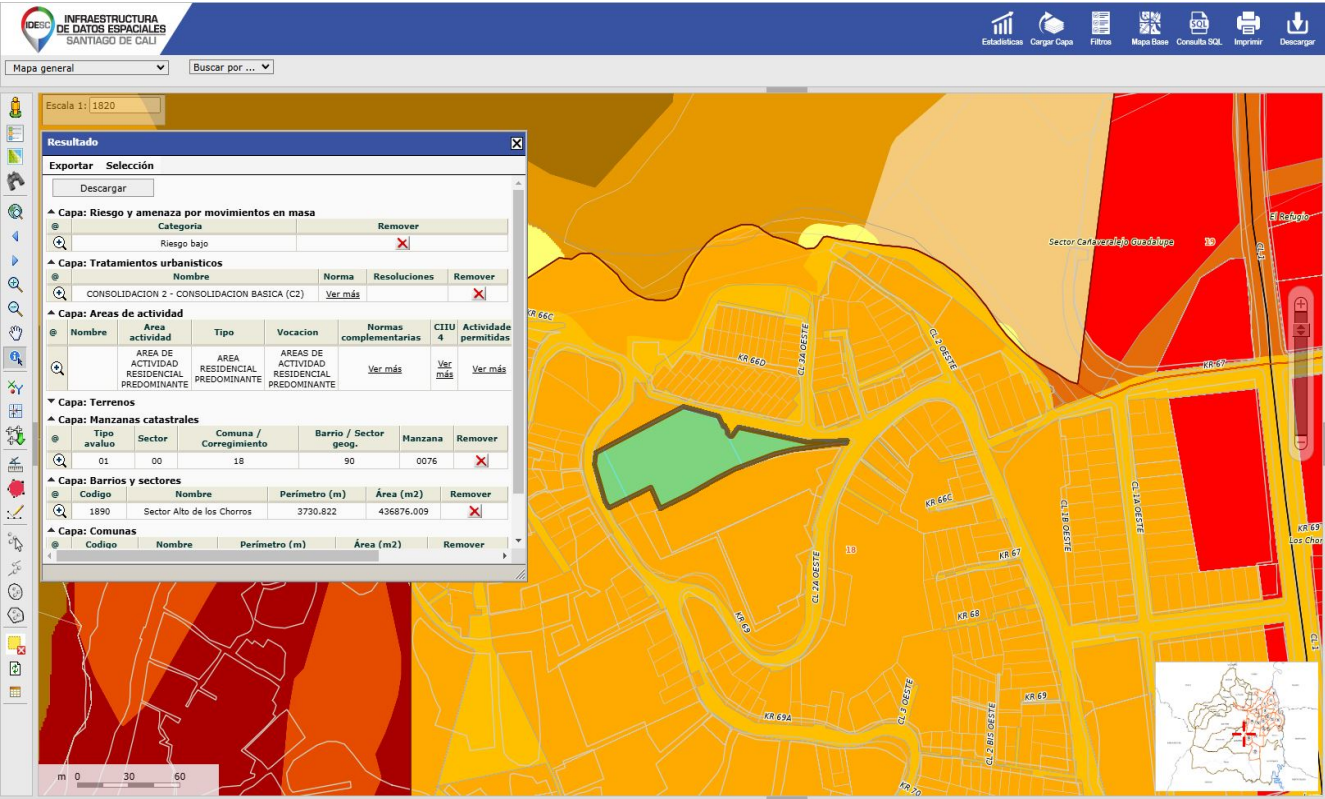 IDESC
INFRAESTRUCTURA
DE DATOS ESPACIALES
SANTIAGO DE CALI
Estadísticas Cargar Capa Filtros Mapa Base Consulta SQL Imprimir Descargar
SQL
Mapa general Buscar por ...
Escala 1: 1820
Resultado
Exportar Selección
Descargar
Capa: Riesgo y amenaza por movimientos en masa
@ Categoria Remover
Riesgo bajo
Capa: Tratamientos urbanisticos
@ Nombre Norma Resoluciones Remover
CONSOLIDACION 2 - CONSOLIDACION BASICA (C2) Ver más
Capa: Areas de actividad
@ Nombre Area actividad Tipo Vocacion Normas complementarias CIIU 4 Actividade permitidas
AREA DE ACTIVIDAD RESIDENCIAL PREDOMINANTE AREA RESIDENCIAL PREDOMINANTE AREAS DE ACTIVIDAD RESIDENCIAL PREDOMINANTE Ver más Ver más Ver más
Capa: Terrenos
Capa: Manzanas catastrales
@ Tipo avaluo Sector Comuna / Corregimiento Barrio / Sector geog. Manzana Remover
01 00 18 90 0076
Capa: Barrios y sectores
@ Codigo Nombre Perímetro (m) Área (m2) Remover
1890 Sector Alto de los Chorros 3730.822 436876.009
Capa: Comunas
@ Codigo Nombre Perímetro (m) Área (m2) Remover
El Refugio
Sector Cañaveralejo Guadalupe
19
CL 1
KR 66C
KR 66D
CL 3A OESTE
CL 2 OESTE
KR 67
KR 66C
CL 1B OESTE
CL 1A OESTE
KR 69
Los Chor
18
KR 67
CL 2A OESTE
KR 69
KR 68
CL 1
KR 69
CL 3 OESTE
CL 2 BIS OESTE
KR 69A
KR 70
m 0 30 60